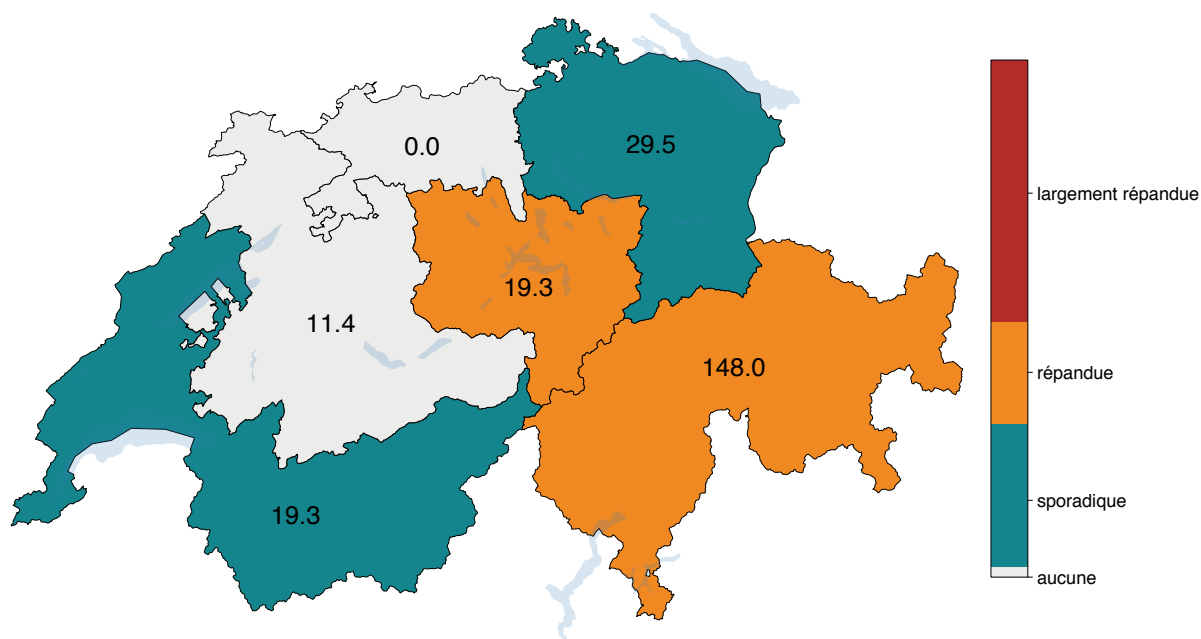 0.0
29.5
19.3
11.4
148.0
19.3
largement répandue
répandue
sporadique
aucune